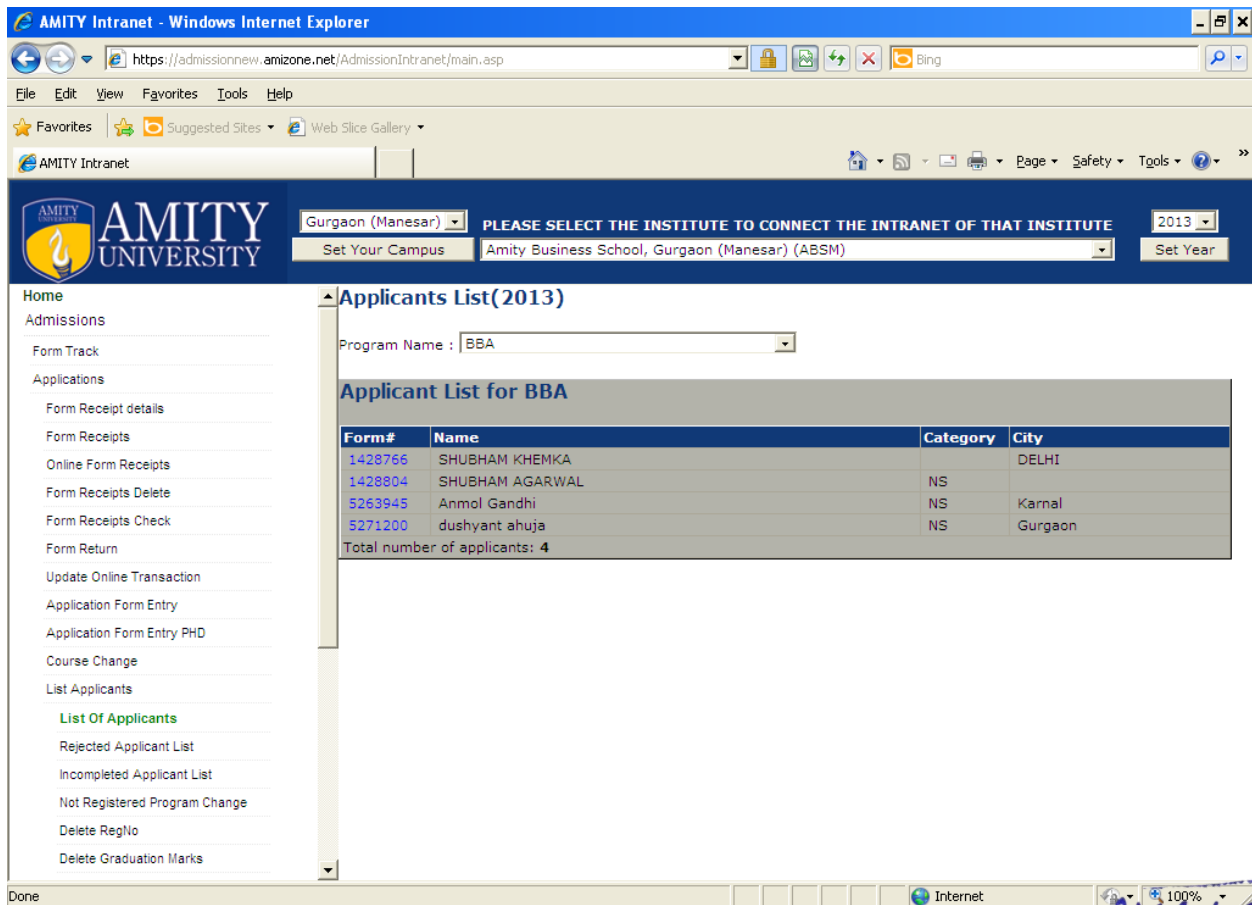 AMITY Intranet - Windows Internet Explorer
https://admissionnew.amizone.net/AdmissionIntranet/main.asp
Bing
File Edit View Favorites Tools Help
Favorites Suggested Sites Web Slice Gallery
AMITY Intranet Page Safety Tools »
AMITY
UNIVERSITY
AMITY
UNIVERSITY
Gurgaon (Manesar) PLEASE SELECT THE INSTITUTE TO CONNECT THE INTRANET OF THAT INSTITUTE 2013
Set Your Campus Amity Business School, Gurgaon (Manesar) (ABSM) Set Year
Home
Admissions
Form Track
Applications
Form Receipt details
Form Receipts
Online Form Receipts
Form Receipts Delete
Form Receipts Check
Form Return
Update Online Transaction
Application Form Entry
Application Form Entry PHD
Course Change
List Applicants
List Of Applicants
Rejected Applicant List
Incompleted Applicant List
Not Registered Program Change
Delete RegNo
Delete Graduation Marks
Applicants List(2013)
Program Name : BBA
Applicant List for BBA
Form# Name Category City
1428766 SHUBHAM KHEMKA DELHI
1428804 SHUBHAM AGARWAL NS
5263945 Anmol Gandhi NS Karnal
5271200 dushyant ahuja NS Gurgaon
Total number of applicants: 4
Done Internet 100%